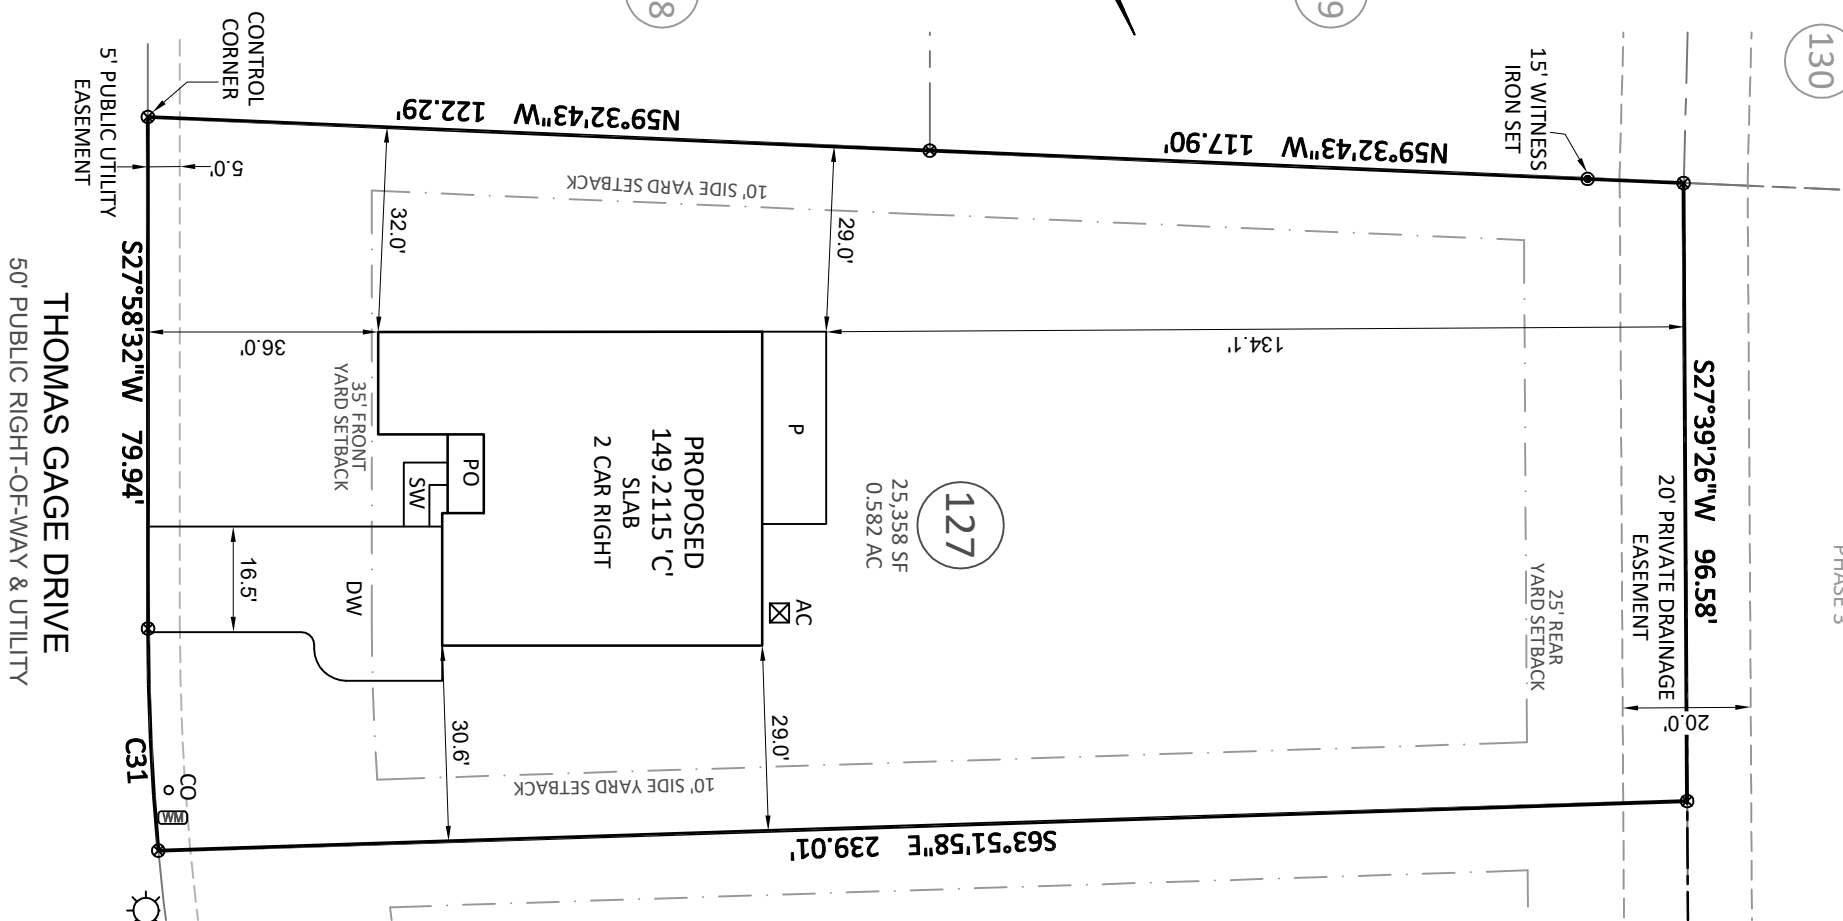 8
9
130
CONTROL
CORNER
5' PUBLIC UTILITY
EASEMENT
5.0'
N59°32'43"W 122.29'
N59°32'43"W 117.90'
15' WITNESS
IRON SET
10' SIDE YARD SETBACK
32.0'
29.0'
36.0'
134.1'
35' FRONT
YARD SETBACK
S27°58'32"W 79.94'
THOMAS GAGE DRIVE
50' PUBLIC RIGHT-OF-WAY & UTILITY
PO
SW
PROPOSED
149.2115 'C'
SLAB
2 CAR RIGHT
P
127
25,358 SF
0.582 AC
AC
DW
16.5'
25' REAR
YARD SETBACK
S27°39'26"W 96.58'
20' PRIVATE DRAINAGE
EASEMENT
20.0'
PHASE 3
30.6'
29.0'
10' SIDE YARD SETBACK
C31
CO
WM
S63°51'58"E 239.01'